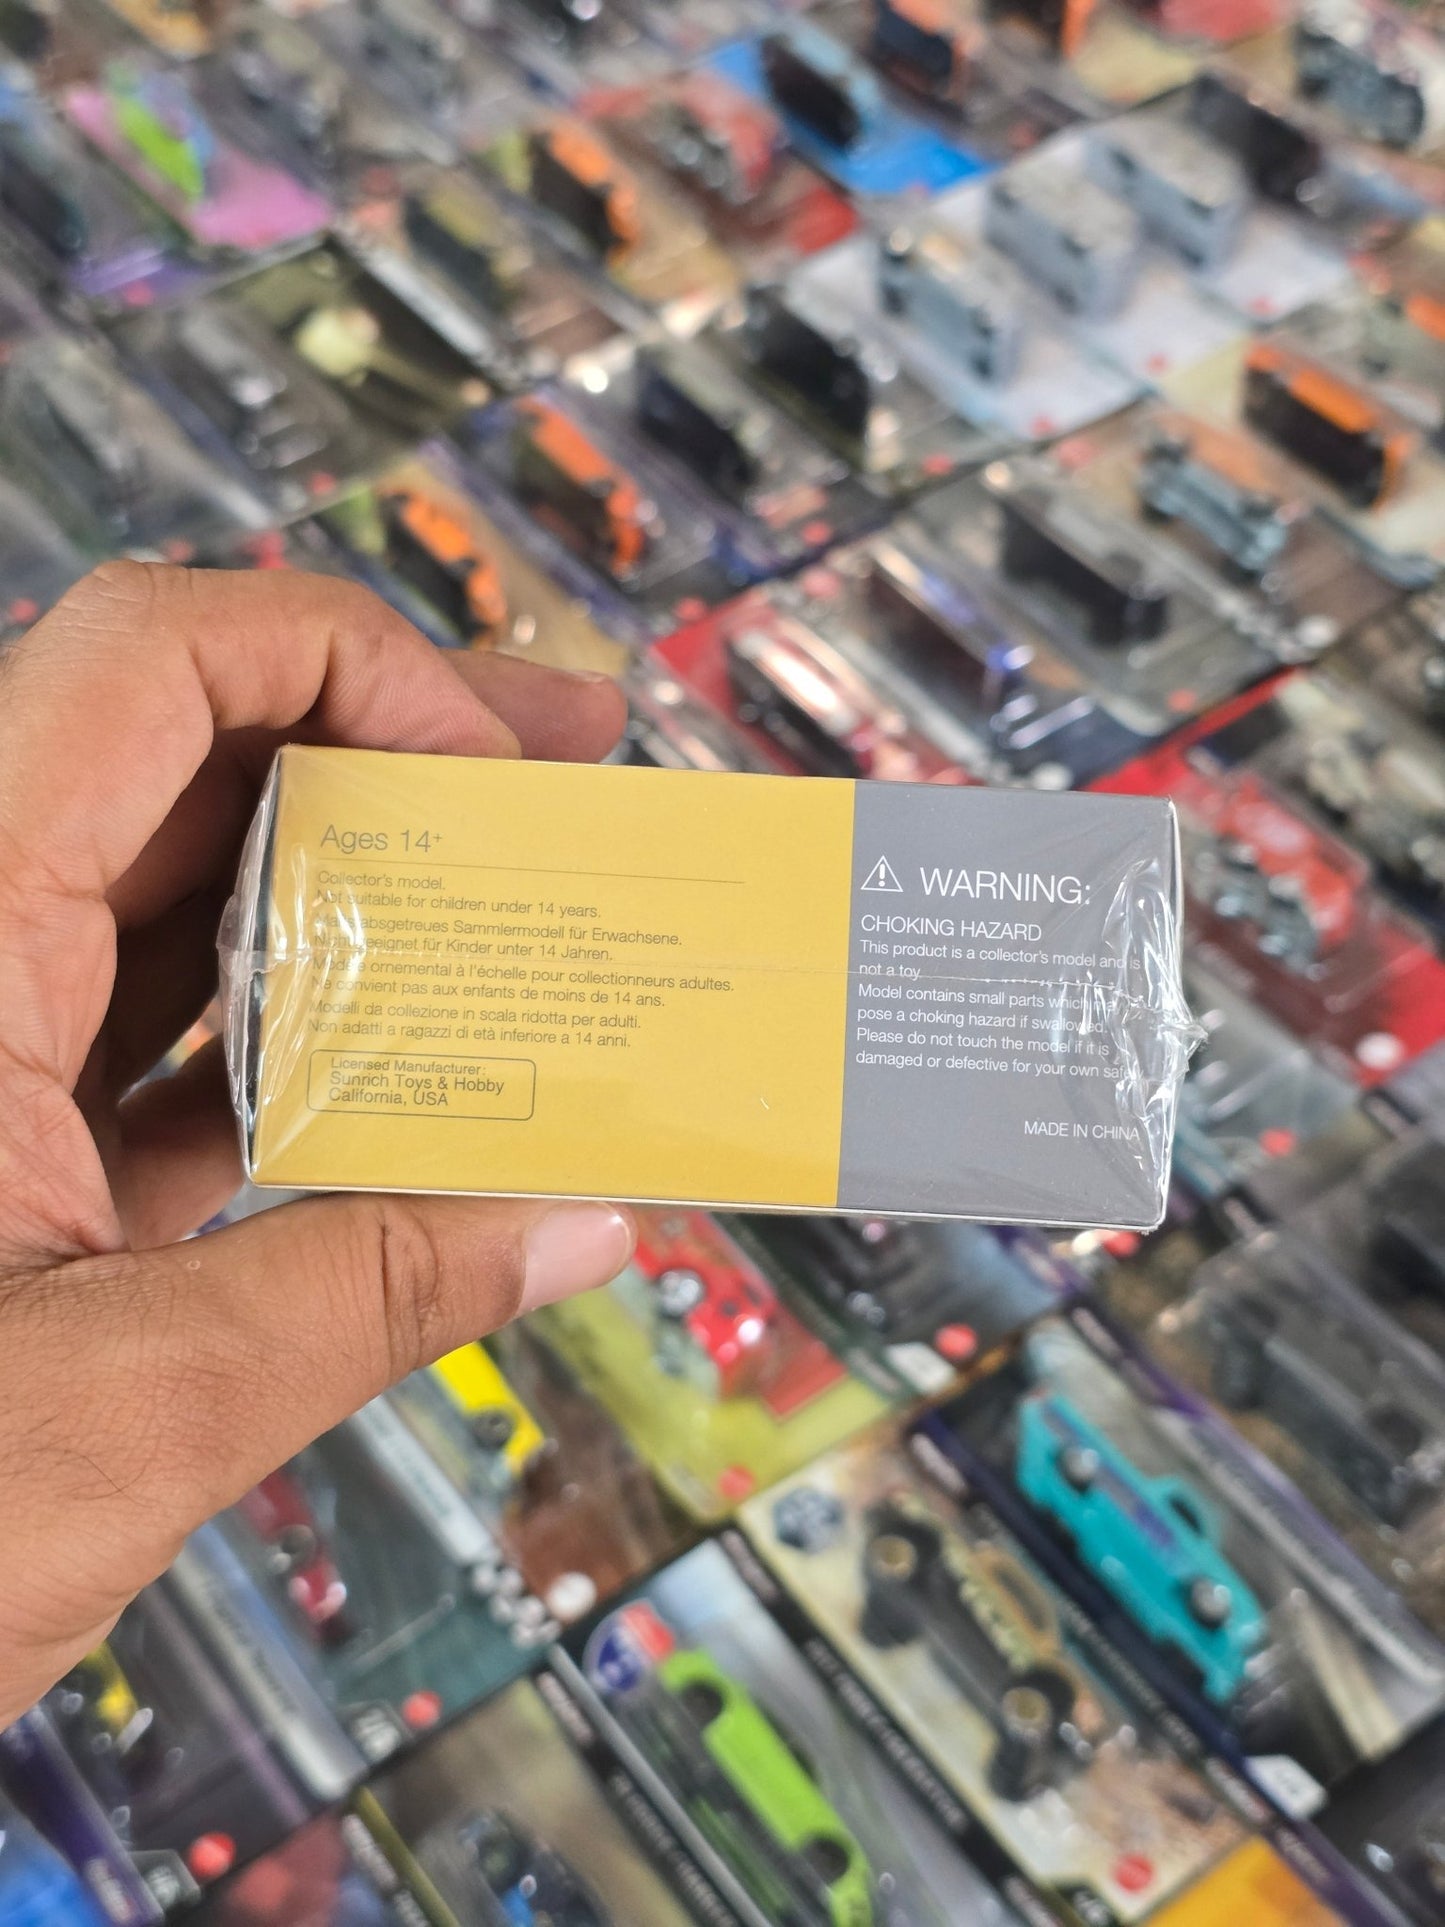 Ages 14+
Collector's model.
Not suitable for children under 14 years.
absgetreues Sammlermodell für Erwachsene.
für Kinder unter 14 Jahren.
Modèle ornemental à l'échelle pour collectionneurs adultes.
Ne convient pas aux enfants de moins de 14 ans.
Modelli da collezione in scala ridotta per adulti.
Non adatti a ragazzi di età inferiore a 14 anni.
Licensed Manufacturer:
Sunrich Toys & Hobby
California, USA
WARNING:
CHOKING HAZARD
This product is a collector's model and is
not a toy
Model contains small parts which
pose a choking hazard if swallowed.
Please do not touch the model if it is
damaged or defective for your own
MADE IN CHINA